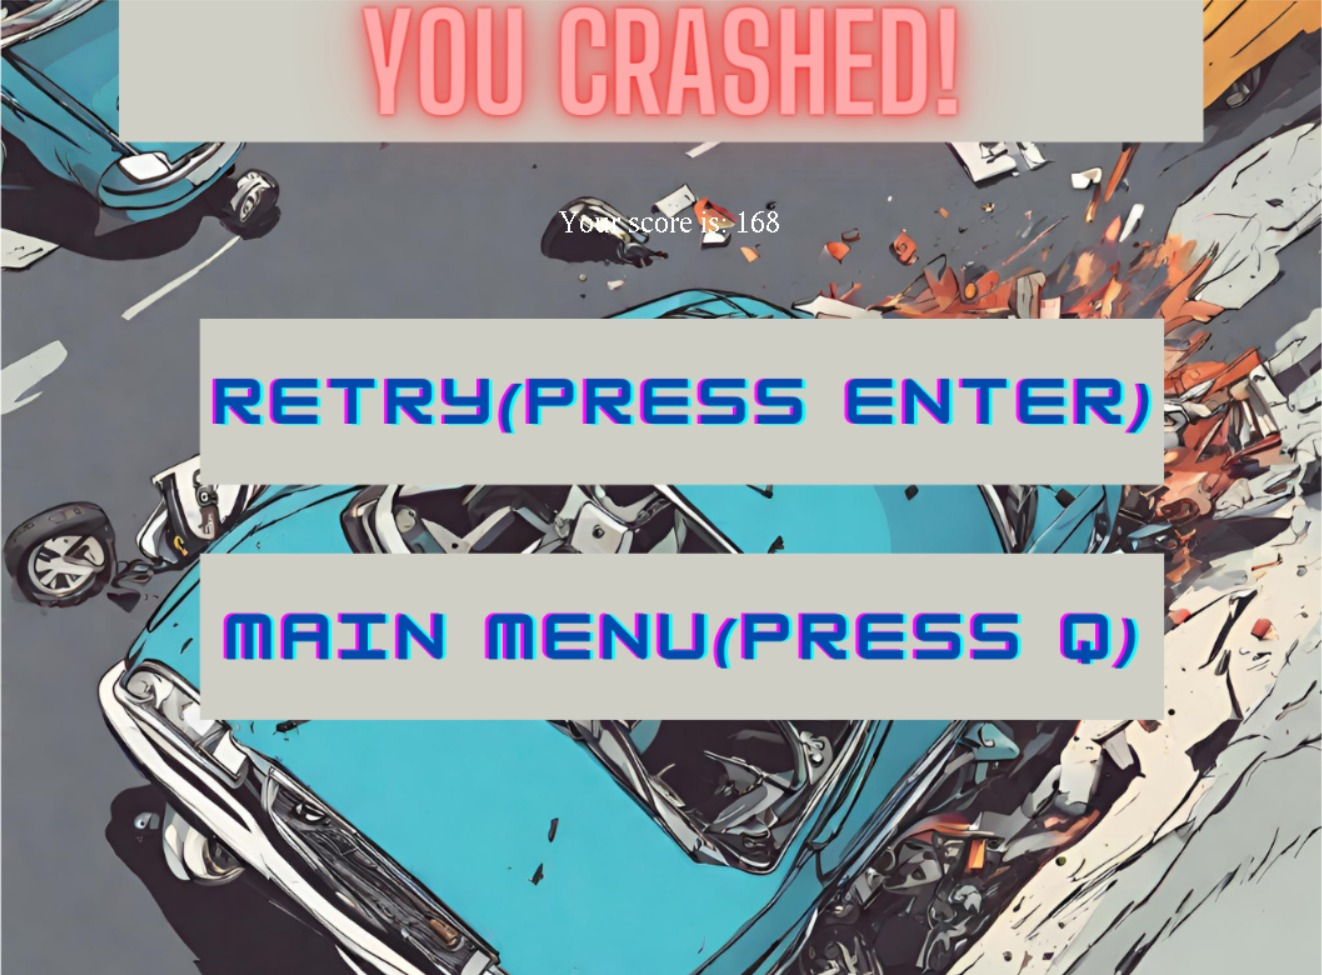 YOU CRASHED!
Your score is: 168
RETRY(PRESS ENTER)
MAIN MENU(PRESS Q)